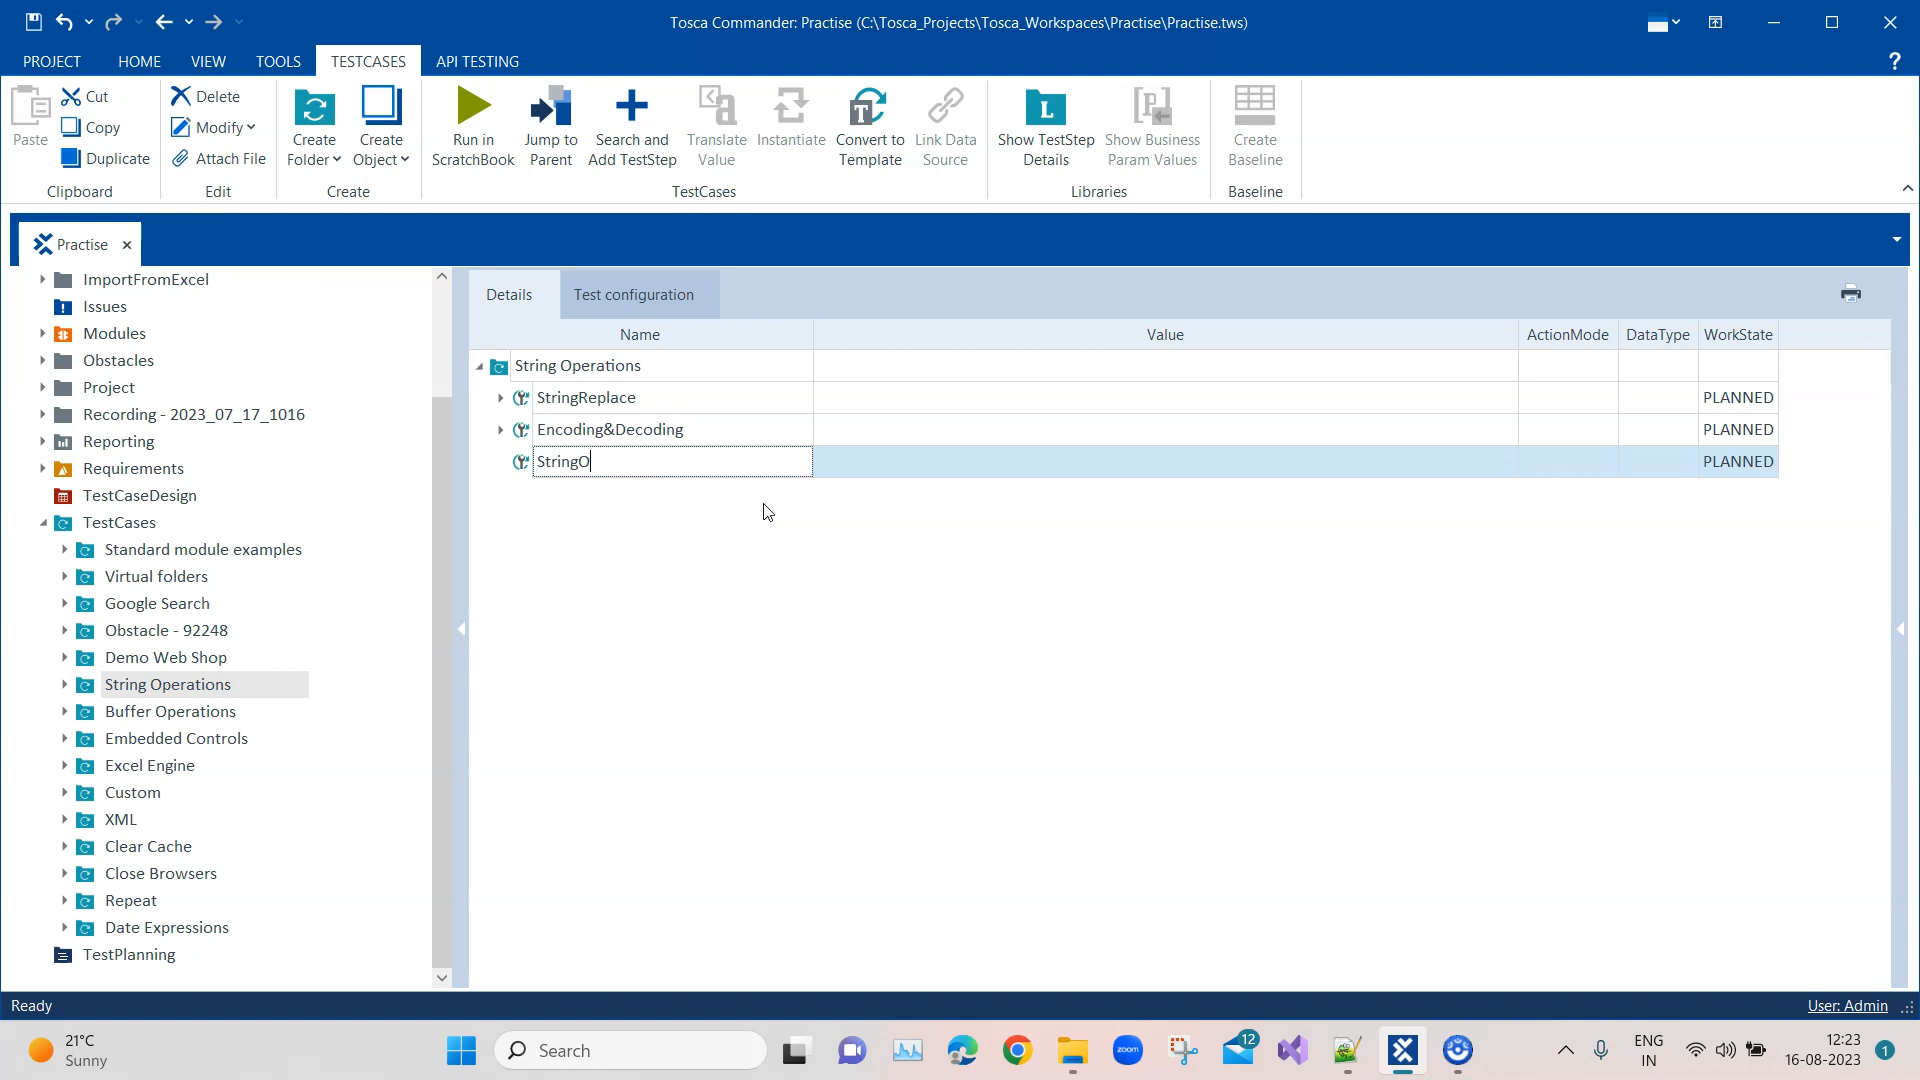 Tosca Commander: Practise (C:\Tosca_Projects\Tosca_Workspaces\Practise\Practise.tws)
PROJECT HOME VIEW TOOLS TESTCASES API TESTING ?
Paste
Cut
Copy
Duplicate
Clipboard
Delete
Modify
Attach File
Edit
Create
Folder
Create
Object
Create
Run in
ScratchBook
Jump to
Parent
Search and
Add TestStep
Translate
Value
Instantiate
Convert to
Template
Link Data
Source
TestCases
Show TestStep
Details
Show Business
Param Values
Libraries
Create
Baseline
Baseline
Practise
ImportFromExcel
Issues
Modules
Obstacles
Project
Recording - 2023_07_17_1016
Reporting
Requirements
TestCaseDesign
TestCases
Standard module examples
Virtual folders
Google Search
Obstacle - 92248
Demo Web Shop
String Operations
Buffer Operations
Embedded Controls
Excel Engine
Custom
XML
Clear Cache
Close Browsers
Repeat
Date Expressions
TestPlanning
Details Test configuration
Name Value ActionMode DataType WorkState
String Operations
StringReplace PLANNED
Encoding&Decoding PLANNED
StringO PLANNED
Ready User: Admin
21°C
Sunny
Search
zoom
12
ENG
IN
12:23
16-08-2023
1